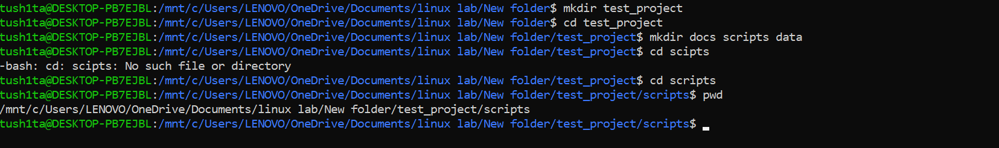 tush1ta@DESKTOP-PB7EJBL:/mnt/c/Users/LENOVO/OneDrive/Documents/linux lab/New folder$ mkdir test_project
tush1ta@DESKTOP-PB7EJBL:/mnt/c/Users/LENOVO/OneDrive/Documents/linux lab/New folder$ cd test_project
tush1ta@DESKTOP-PB7EJBL:/mnt/c/Users/LENOVO/OneDrive/Documents/linux lab/New folder/test_project$ mkdir docs scripts data
tush1ta@DESKTOP-PB7EJBL:/mnt/c/Users/LENOVO/OneDrive/Documents/linux lab/New folder/test_project$ cd scipts
-bash: cd: scipts: No such file or directory
tush1ta@DESKTOP-PB7EJBL:/mnt/c/Users/LENOVO/OneDrive/Documents/linux lab/New folder/test_project$ cd scripts
tush1ta@DESKTOP-PB7EJBL:/mnt/c/Users/LENOVO/OneDrive/Documents/linux lab/New folder/test_project/scripts$ pwd
/mnt/c/Users/LENOVO/OneDrive/Documents/linux lab/New folder/test_project/scripts
tush1ta@DESKTOP-PB7EJBL:/mnt/c/Users/LENOVO/OneDrive/Documents/linux lab/New folder/test_project/scripts$